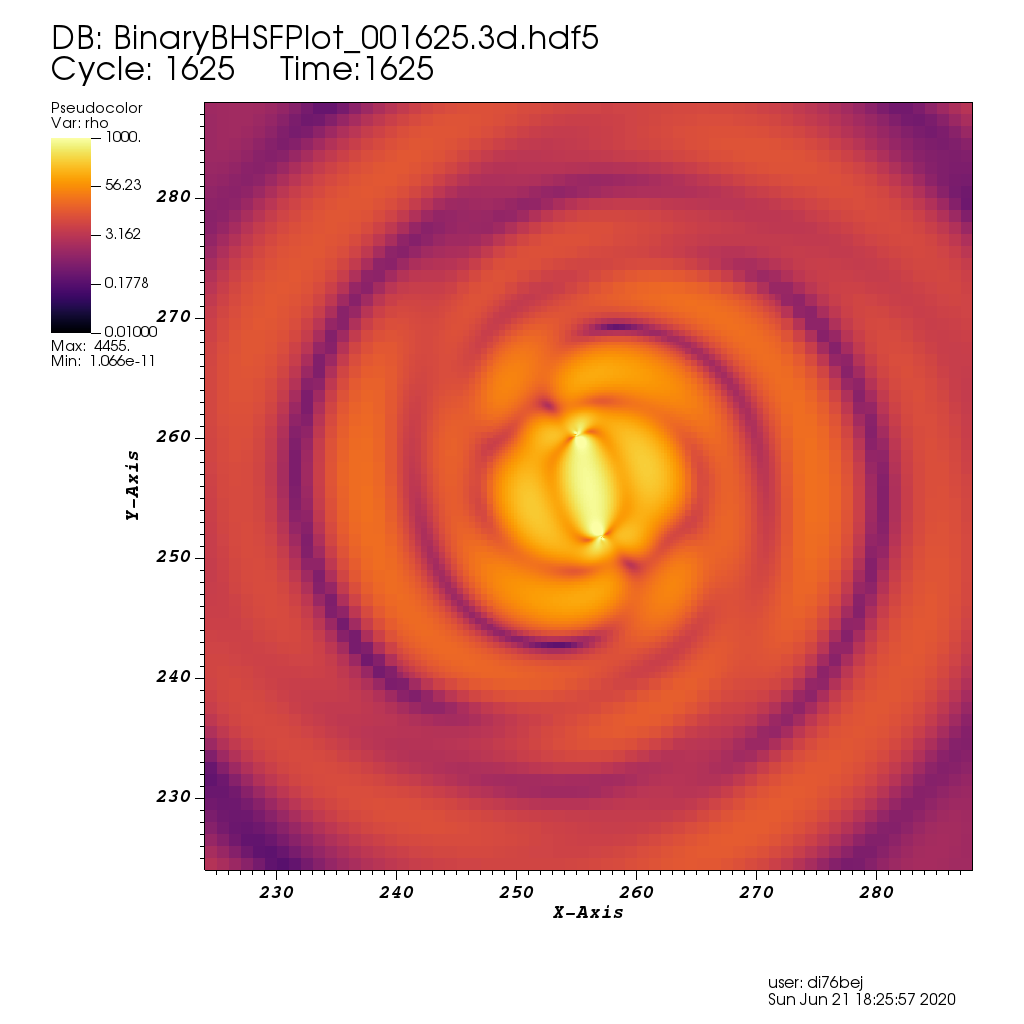 DB: BinaryBHSFPlot_001625.3d.hdf5
Cycle: 1625 Time:1625
Pseudocolor
Var: rho
1000.
56.23
3.162
0.1778
0.01000
Max: 4455.
Min: 1.066e-11
280
270
260
250
240
230
Y-Axis
230 240 250 260 270 280
X-Axis
user: di76bej
Sun Jun 21 18:25:57 2020